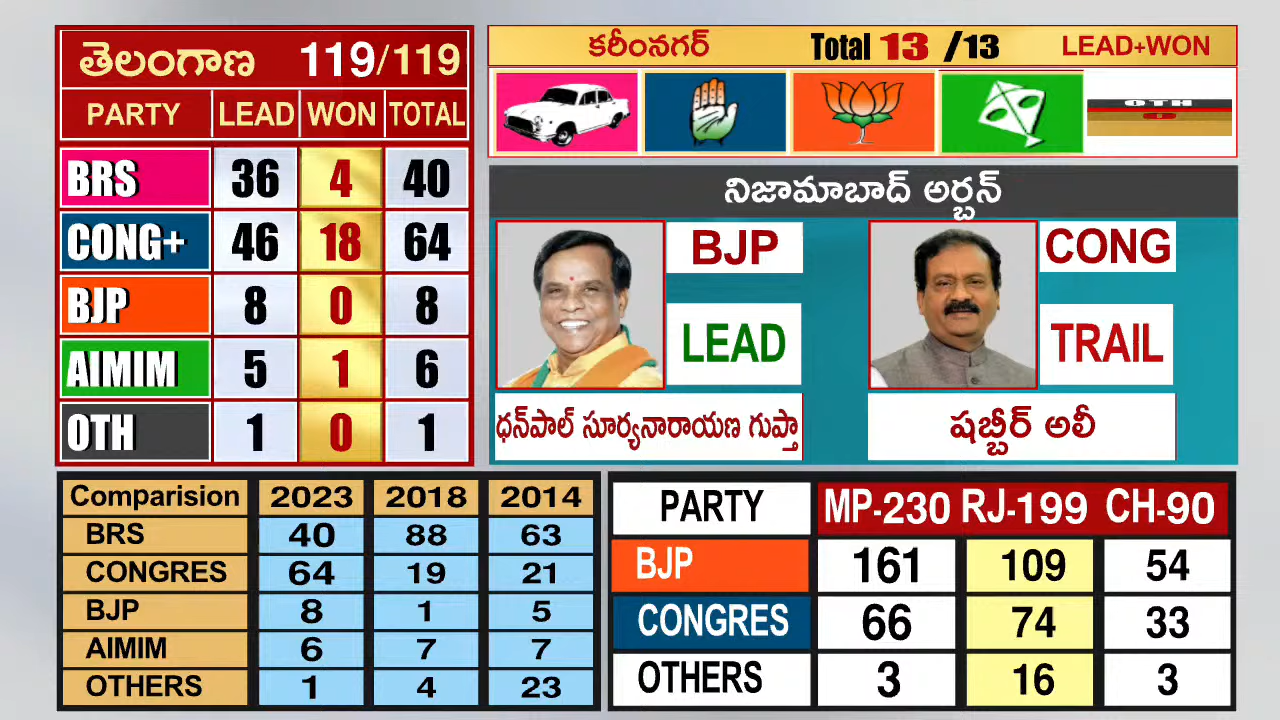 తెలంగాణ 119/119
PARTY LEAD WON TOTAL
BRS 36 4 40
CONG+ 46 18 64
BJP 8 0 8
AIMIM 5 1 6
OTH 1 0 1
కరీంనగర్ Total 13 /13 LEAD+WON
OTH
నిజామాబాద్ అర్బన్
BJP
LEAD
ధన్‌పాల్ సూర్యనారాయణ గుప్తా
CONG
TRAIL
షబ్బీర్ అలీ
Comparision 2023 2018 2014
BRS 40 88 63
CONGRES 64 19 21
BJP 8 1 5
AIMIM 6 7 7
OTHERS 1 4 23
PARTY MP-230 RJ-199 CH-90
BJP 161 109 54
CONGRES 66 74 33
OTHERS 3 16 3